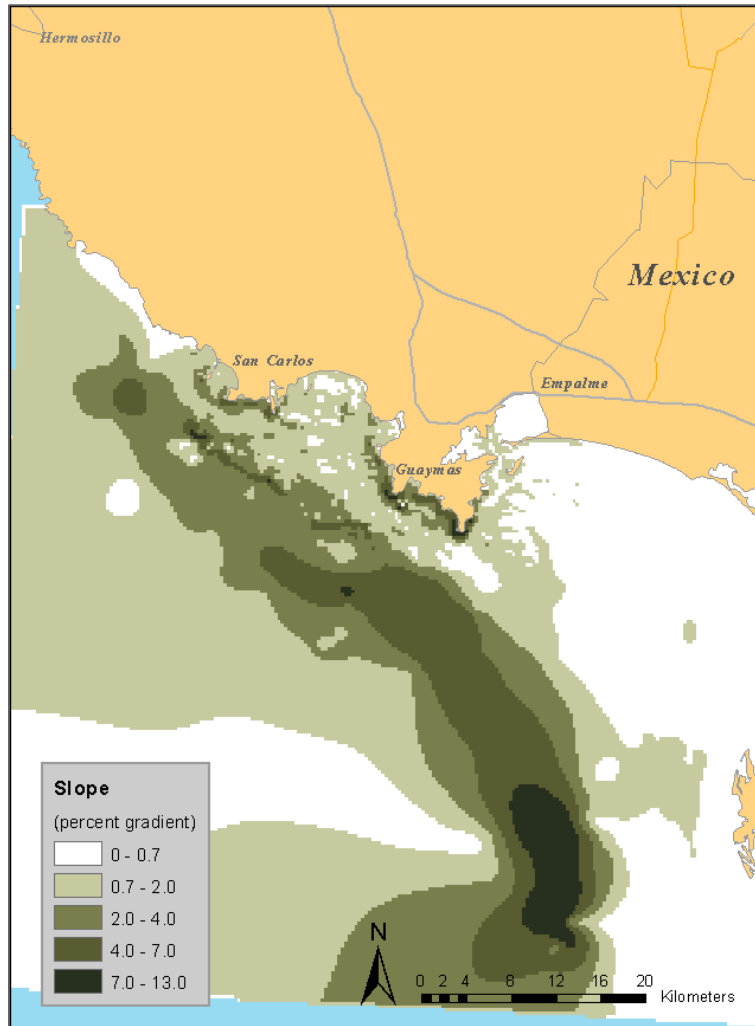 Hermosillo
Mexico
San Carlos
Empalme
Guaymas
Slope
(percent gradient)
0 - 0.7
0.7 - 2.0
2.0 - 4.0
4.0 - 7.0
7.0 - 13.0
N
0 2 4 8 12 16 20
Kilometers